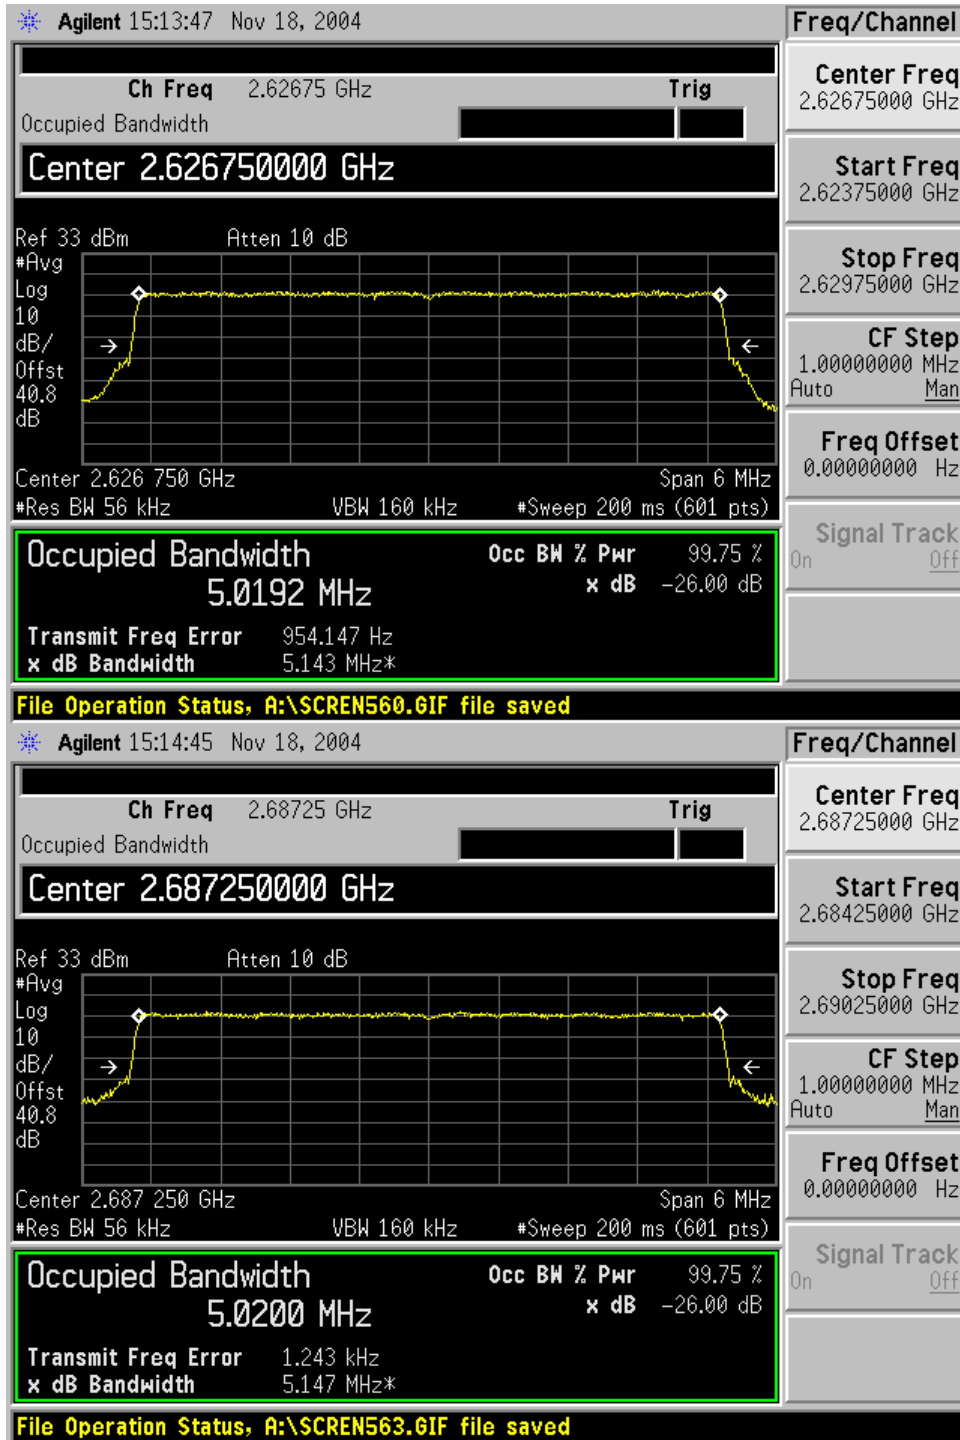 Agilent 15:13:47 Nov 18, 2004
Freq/Channel
Ch Freq 2.62675 GHz Trig
Occupied Bandwidth
Center 2.626750000 GHz
Ref 33 dBm Atten 10 dB
#Avg
Log
10
dB/
Offst
40.8
dB
Center 2.626 750 GHz Span 6 MHz
#Res BW 56 kHz VBW 160 kHz #Sweep 200 ms (601 pts)
Occupied Bandwidth Occ BW % Pwr 99.75 %
5.0192 MHz x dB -26.00 dB
Transmit Freq Error 954.147 Hz
x dB Bandwidth 5.143 MHz*
Center Freq
2.62675000 GHz
Start Freq
2.62375000 GHz
Stop Freq
2.62975000 GHz
CF Step
1.00000000 MHz
Auto Man
Freq Offset
0.00000000 Hz
Signal Track
On Off
File Operation Status, A:\SCREN560.GIF file saved
Agilent 15:14:45 Nov 18, 2004
Freq/Channel
Ch Freq 2.68725 GHz Trig
Occupied Bandwidth
Center 2.687250000 GHz
Ref 33 dBm Atten 10 dB
#Avg
Log
10
dB/
Offst
40.8
dB
Center 2.687 250 GHz Span 6 MHz
#Res BW 56 kHz VBW 160 kHz #Sweep 200 ms (601 pts)
Occupied Bandwidth Occ BW % Pwr 99.75 %
5.0200 MHz x dB -26.00 dB
Transmit Freq Error 1.243 kHz
x dB Bandwidth 5.147 MHz*
Center Freq
2.68725000 GHz
Start Freq
2.68425000 GHz
Stop Freq
2.69025000 GHz
CF Step
1.00000000 MHz
Auto Man
Freq Offset
0.00000000 Hz
Signal Track
On Off
File Operation Status, A:\SCREN563.GIF file saved